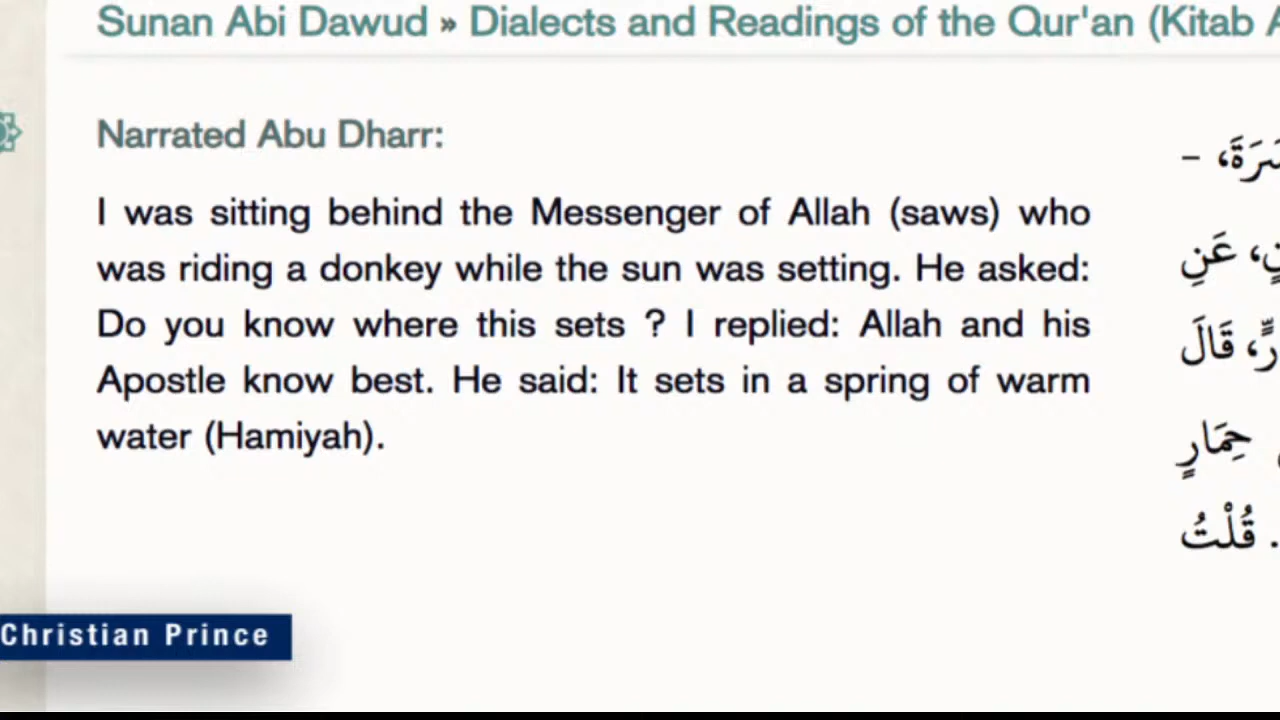 Sunan Abi Dawud » Dialects and Readings of the Qur'an (Kitab A
Narrated Abu Dharr:
I was sitting behind the Messenger of Allah (saws) who
was riding a donkey while the sun was setting. He asked:
Do you know where this sets ? I replied: Allah and his
Apostle know best. He said: It sets in a spring of warm
water (Hamiyah).
عَنِ
قَالَ
حِمَارٍ
. قُلْتُ
Christian Prince